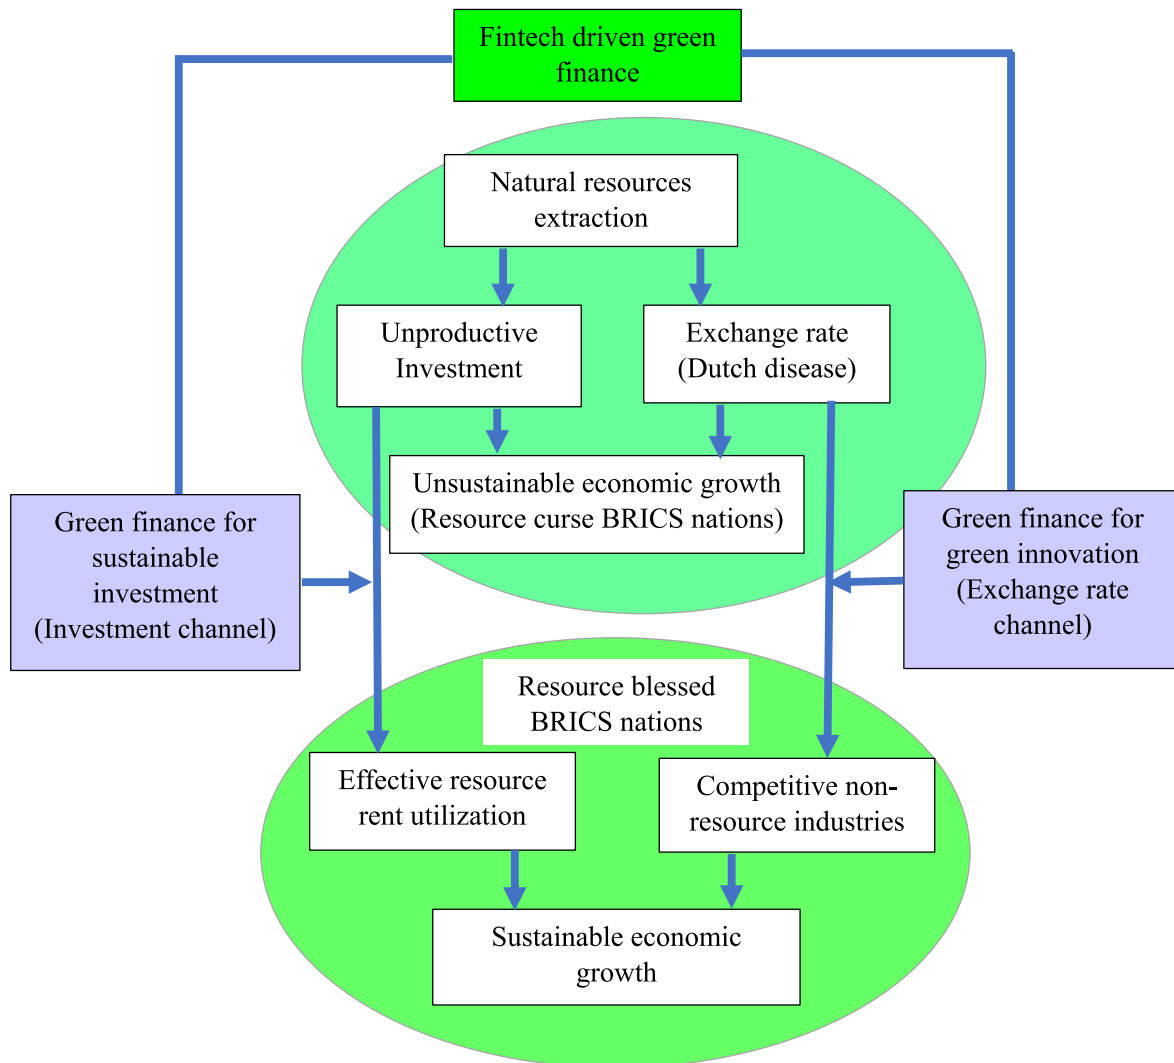 Fintech driven green
finance
Natural resources
extraction
Unproductive
Investment
Exchange rate
(Dutch disease)
Unsustainable economic growth
(Resource curse BRICS nations)
Green finance for
sustainable
investment
(Investment channel)
Green finance for
green innovation
(Exchange rate
channel)
Resource blessed
BRICS nations
Effective resource
rent utilization
Competitive non-
resource industries
Sustainable economic
growth